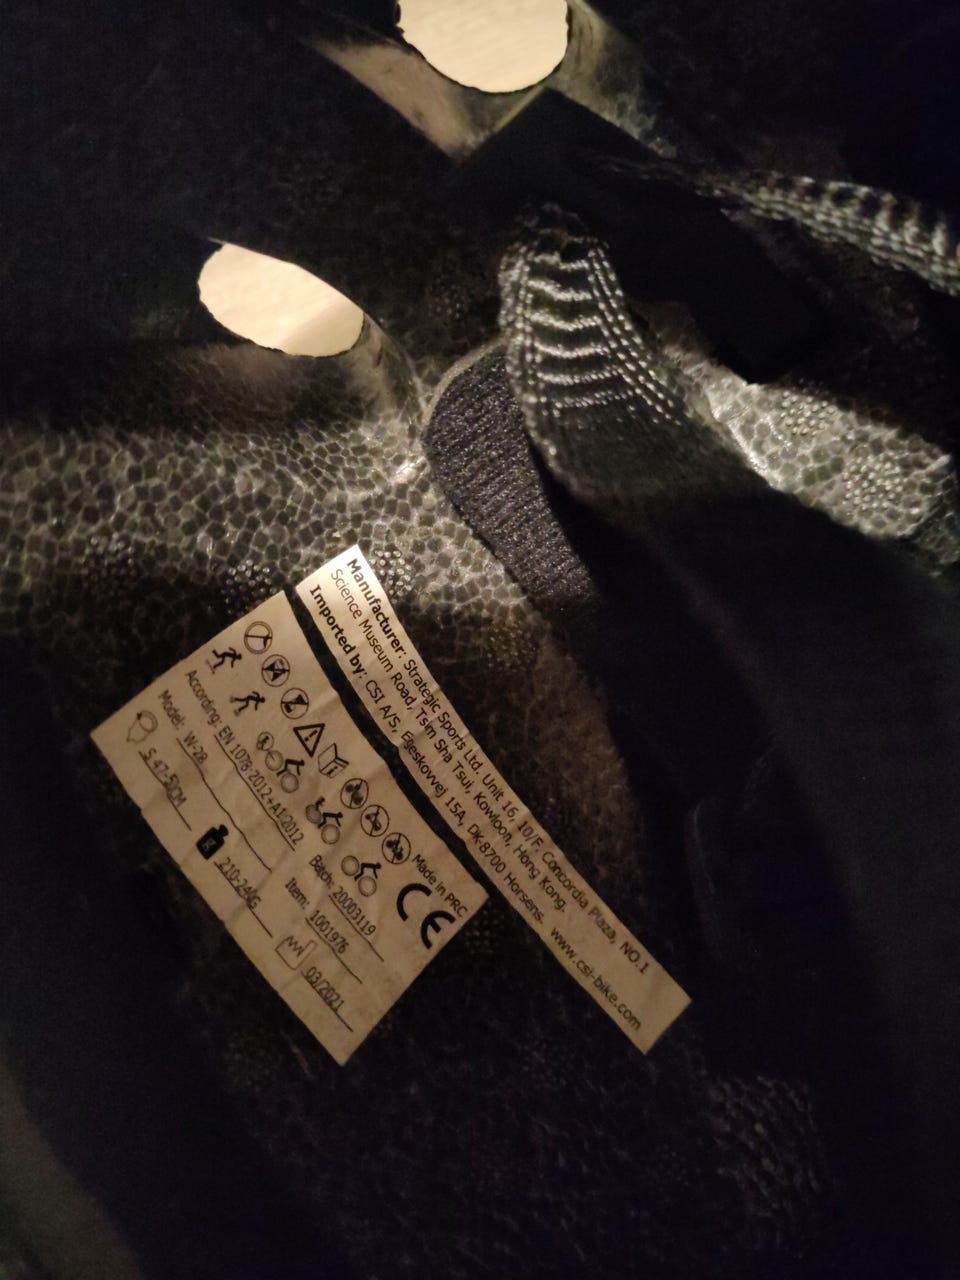 Manufacturer: Strategic Sports Ltd. Unit 16, 10/F. Concordia Plaza, NO.1
Science Museum Road, Tsim Sha Tsui, Kowloon, Hong Kong.
Imported by: CSI A/S, Egeskovvej 15A, DK-8700 Horsens. www.csi-bike.com
Made in PRC
CE
According: EN 1078:2012+A1:2012
Batch: 20003119
Model: W-28
Item: 1001976
S 47-51CM
210-240G
03/2021